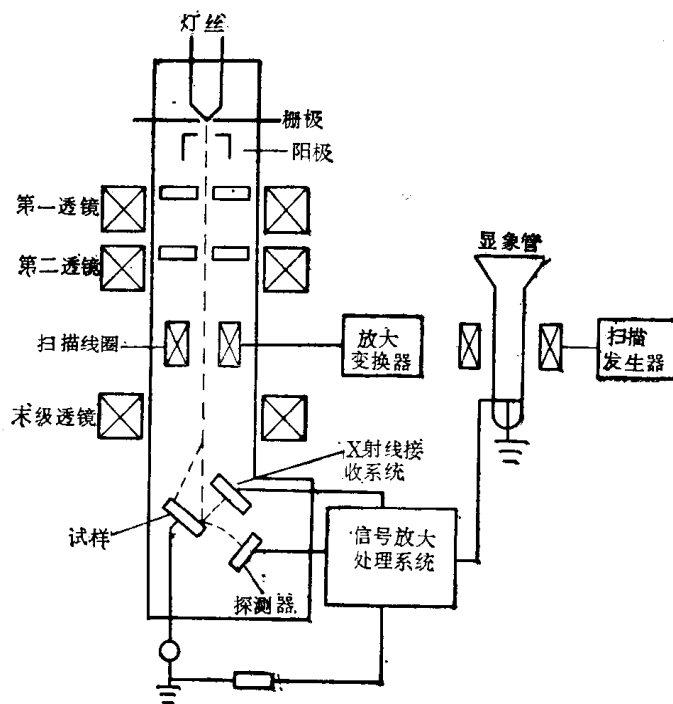 灯丝
栅极
阳极
第一透镜
第二透镜
显象管
扫描线圈
放大
变换器
扫描
发生器
末级透镜
X射线接
收系统
试样
信号放大
处理系统
探测器